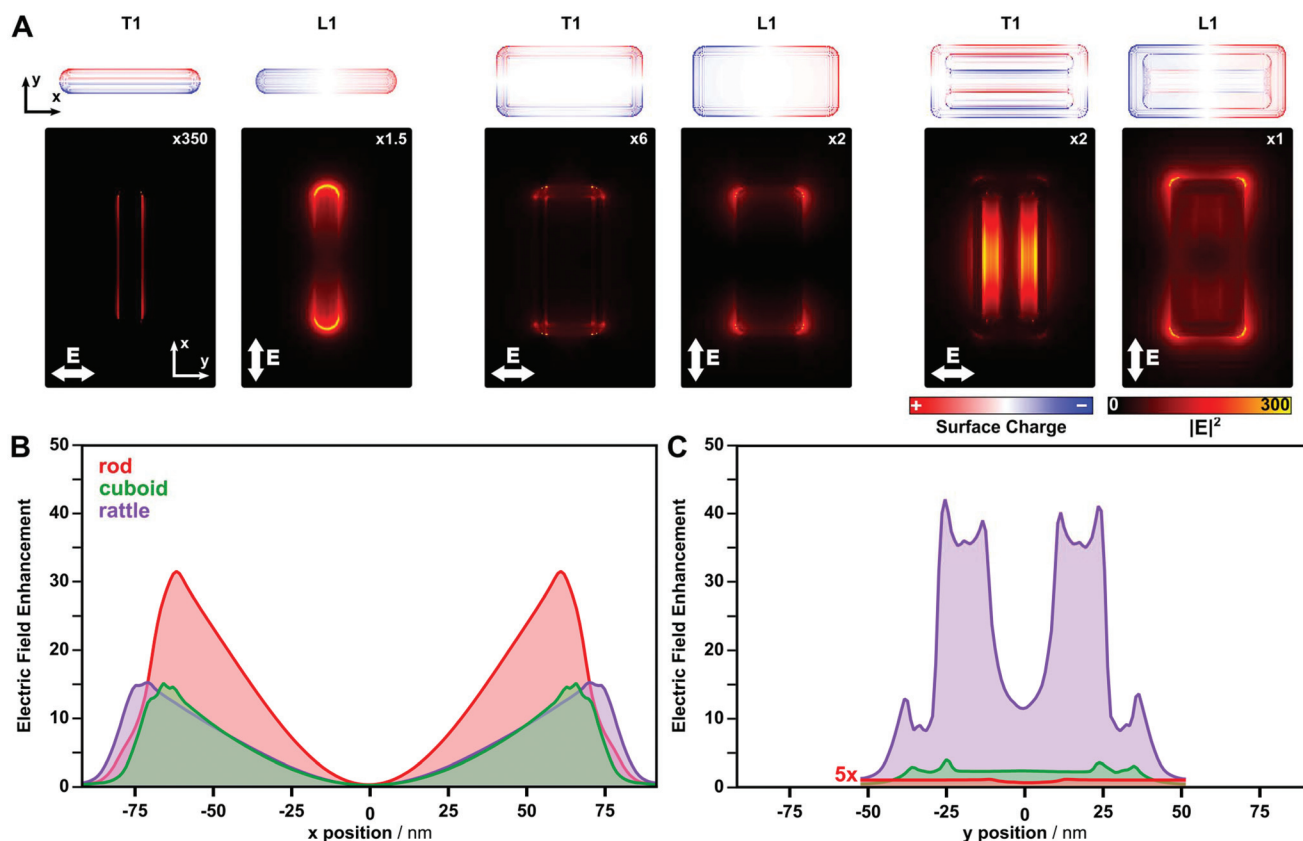 A
T1 L1 T1 L1 T1 L1
y
x
x350 x1.5 x6 x2 x2 x1
E x y E E E E E
+ − 0 300
Surface Charge |E|²
B C
50 50
rod
cuboid
rattle
40 40
30 30
20 20
10 10
0 0
5x
Electric Field Enhancement Electric Field Enhancement
-75 -50 -25 0 25 50 75 -75 -50 -25 0 25 50 75
x position / nm y position / nm